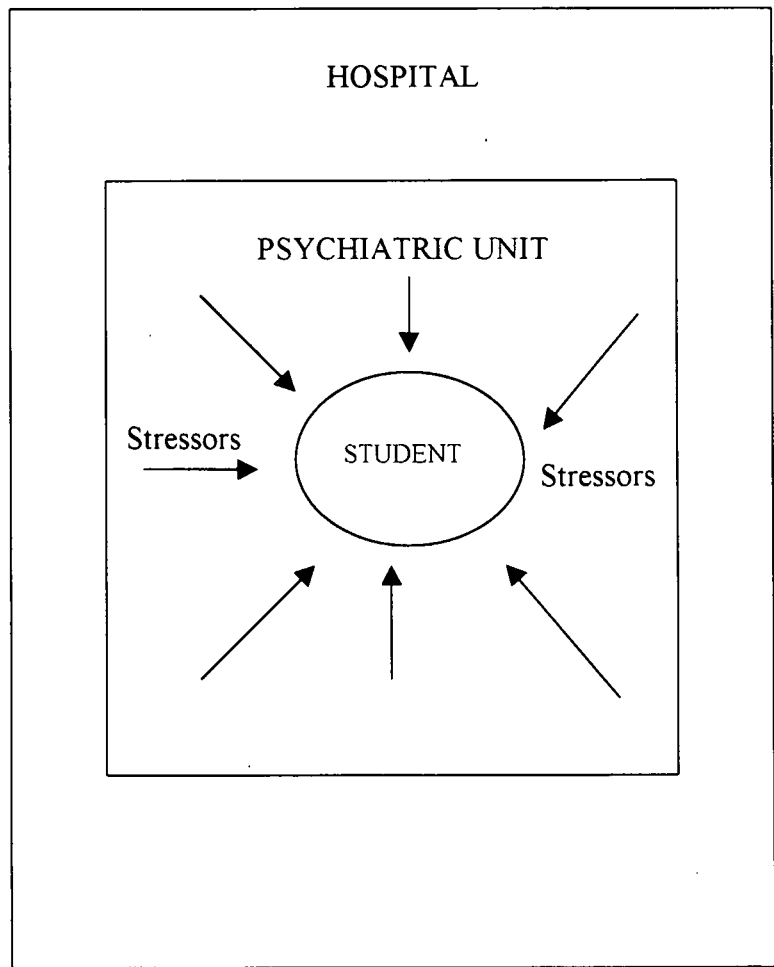 HOSPITAL
PSYCHIATRIC UNIT
Stressors
STUDENT
Stressors